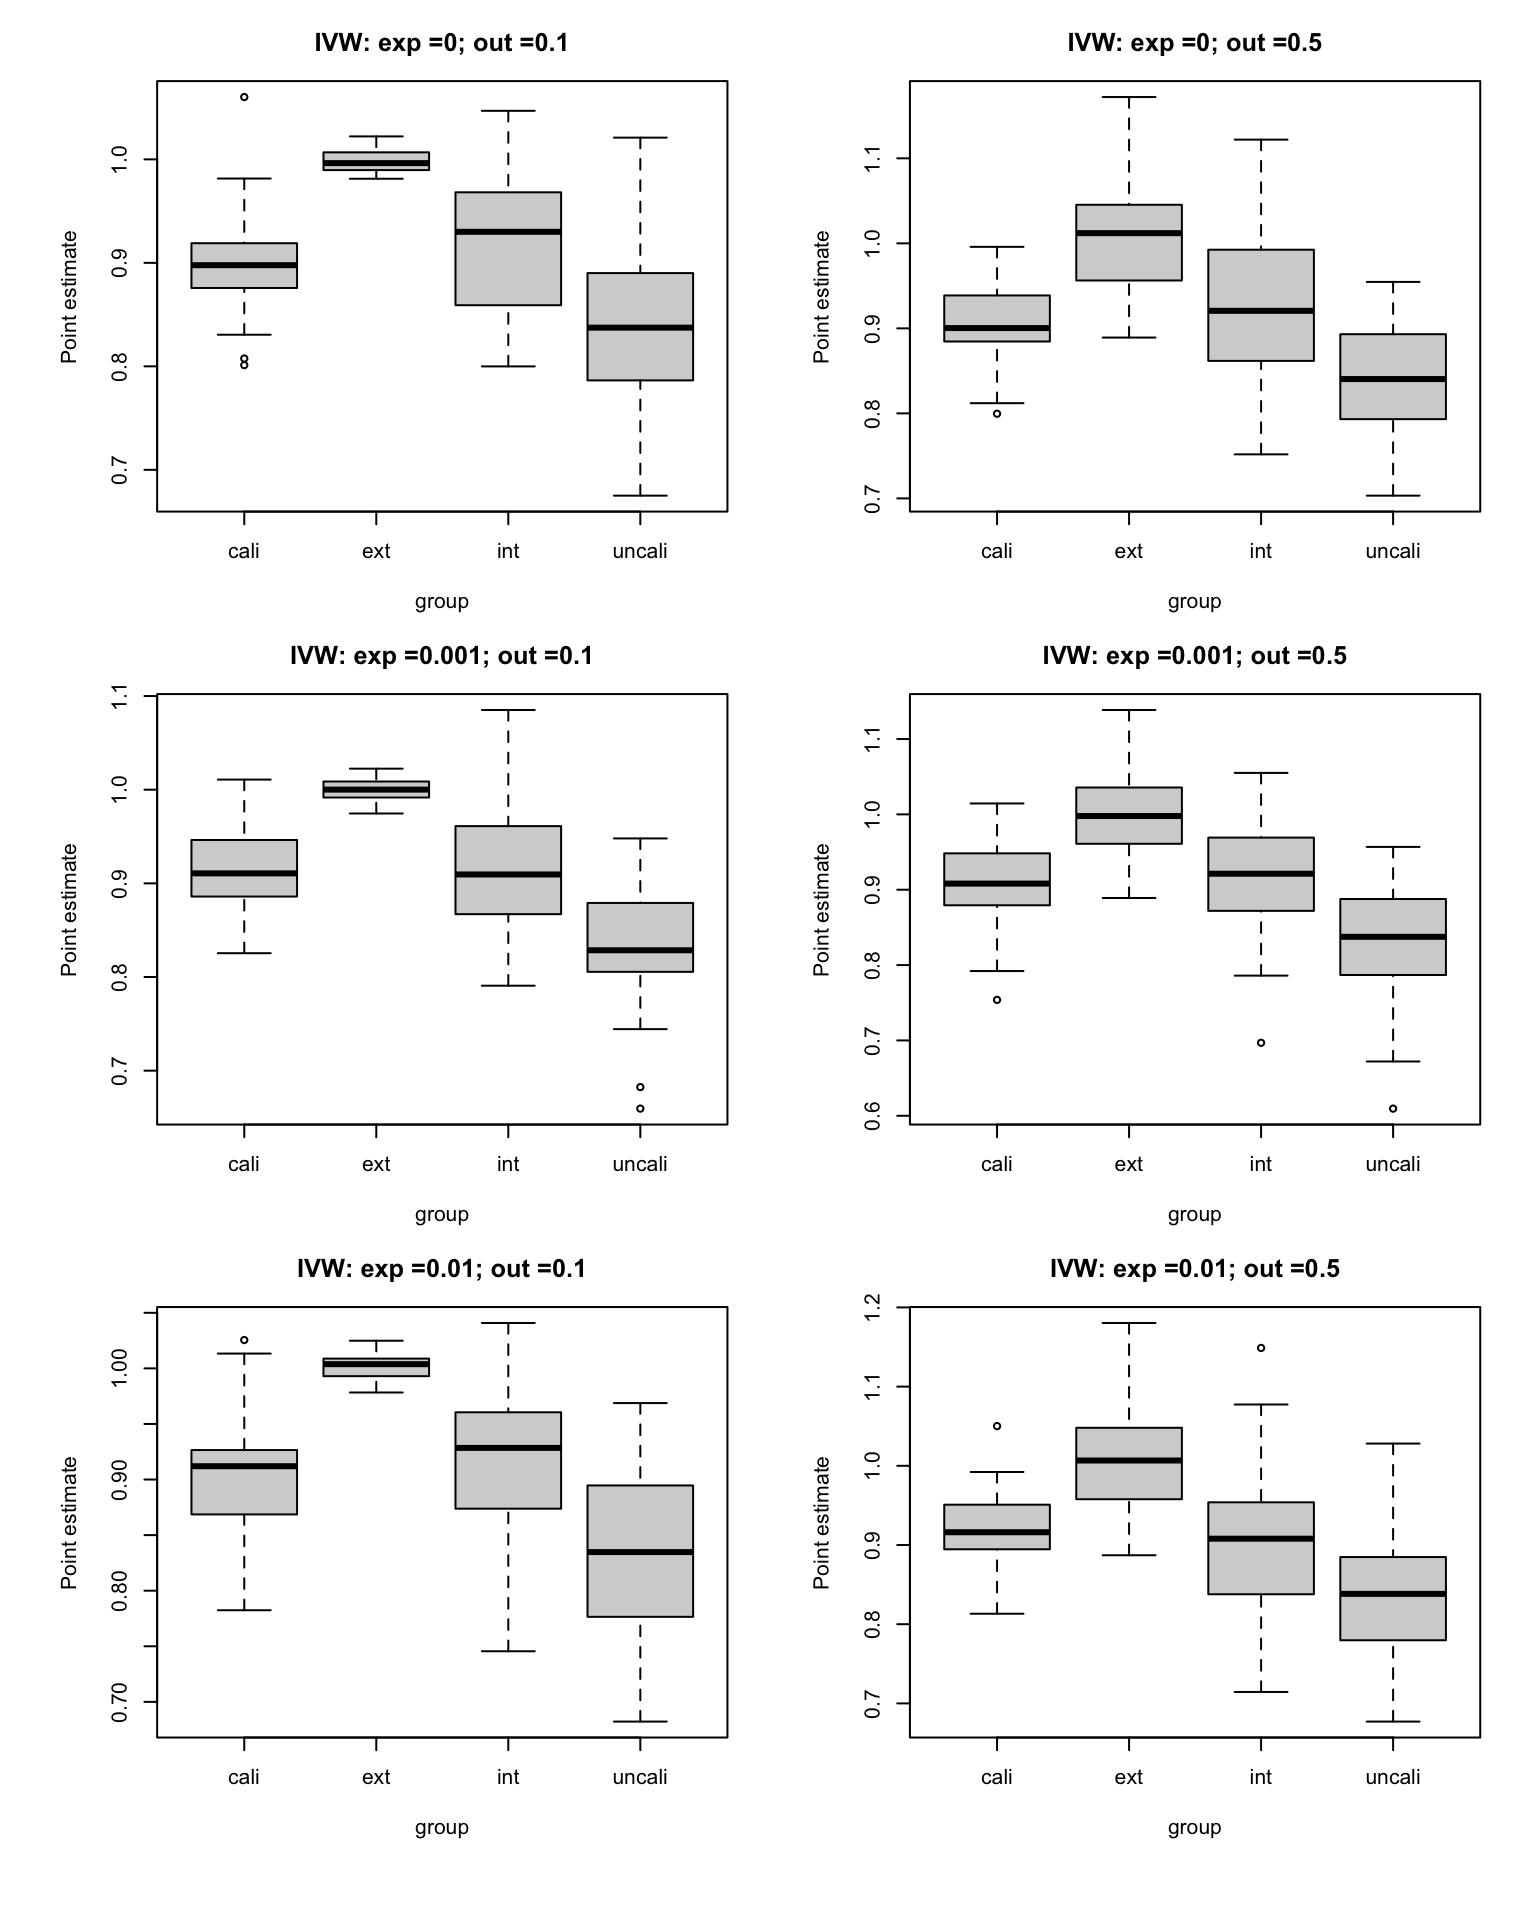 IVW: exp =0; out =0.1
Point estimate
1.0
0.9
0.8
0.7
cali ext int uncali
group
IVW: exp =0; out =0.5
Point estimate
1.1
1.0
0.9
0.8
0.7
cali ext int uncali
group
IVW: exp =0.001; out =0.1
Point estimate
1.1
1.0
0.9
0.8
0.7
cali ext int uncali
group
IVW: exp =0.001; out =0.5
Point estimate
1.1
1.0
0.9
0.8
0.7
0.6
cali ext int uncali
group
IVW: exp =0.01; out =0.1
Point estimate
1.00
0.90
0.80
0.70
cali ext int uncali
group
IVW: exp =0.01; out =0.5
Point estimate
1.2
1.1
1.0
0.9
0.8
0.7
cali ext int uncali
group